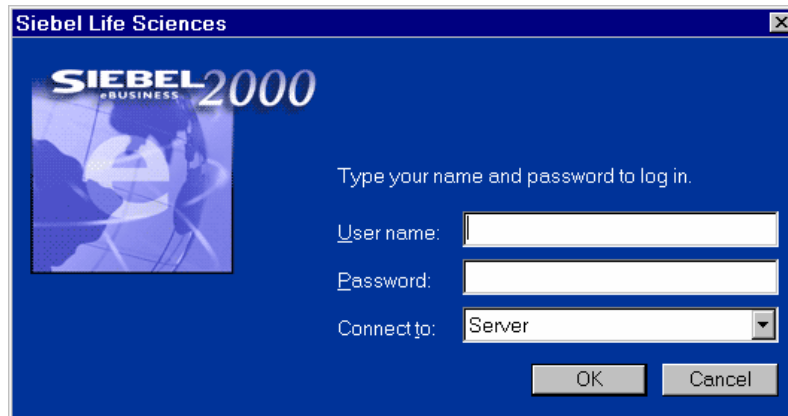 Siebel Life Sciences
SIEBEL 2000
eBUSINESS
e
Type your name and password to log in.
User name:
Password:
Connect to: Server
OK Cancel